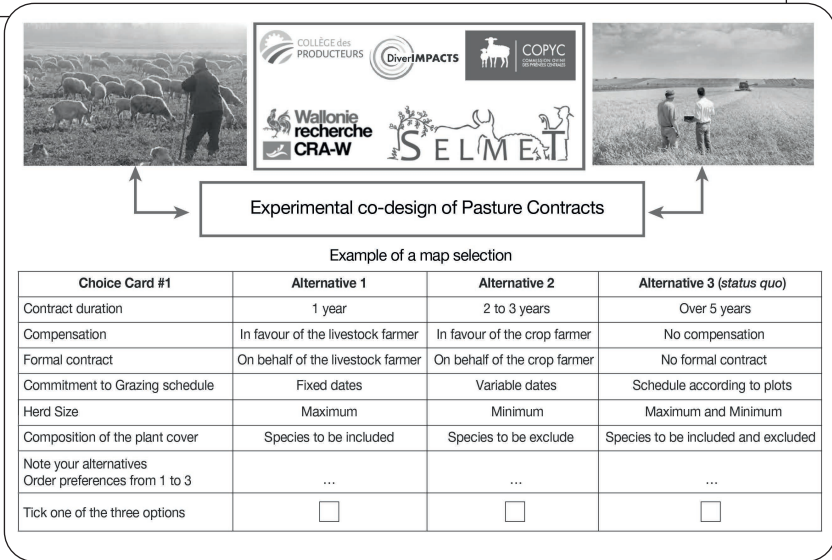 COLLÈGE des
PRODUCTEURS
DiverIMPACTS
COPYC
COMMISSION OVINE
DES PYRÉNÉES CENTRALES
Wallonie
recherche
CRA-W
SELMET
Experimental co-design of Pasture Contracts
Example of a map selection
Choice Card #1 Alternative 1 Alternative 2 Alternative 3 (status quo)
Contract duration 1 year 2 to 3 years Over 5 years
Compensation In favour of the livestock farmer In favour of the crop farmer No compensation
Formal contract On behalf of the livestock farmer On behalf of the crop farmer No formal contract
Commitment to Grazing schedule Fixed dates Variable dates Schedule according to plots
Herd Size Maximum Minimum Maximum and Minimum
Composition of the plant cover Species to be included Species to be exclude Species to be included and excluded
Note your alternatives
Order preferences from 1 to 3 ... ... ...
Tick one of the three options